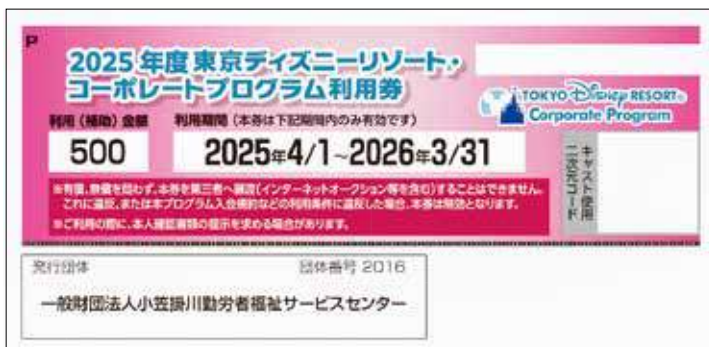 P
2025年度東京ディズニーリゾート・
コーポレートプログラム利用券
TOKYO Disney RESORT®
Corporate Program
利用(補助)金額
利用期間(本券は下記期間内のみ有効です)
500
2025年4/1~2026年3/31
キャスト使用
二次元コード
※有償、無償を問わず、本券を第三者へ譲渡(インターネットオークション等を含む)することはできません。
これに違反、または本プログラム入会規約などの利用条件に違反した場合、本券は無効となります。
※ご利用の際に、本人確認書類の提示を求める場合があります。
発行団体
団体番号 2016
一般財団法人小笠掛川勤労者福祉サービスセンター